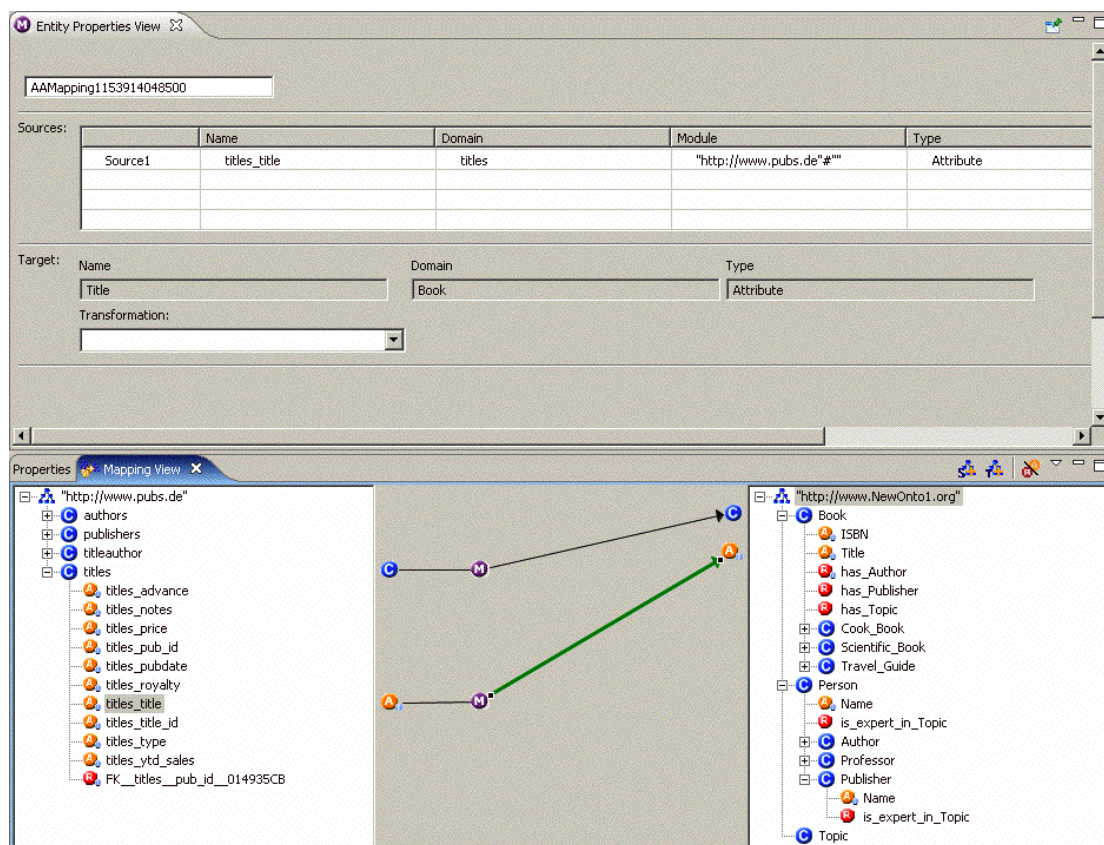 Entity Properties View
AAMapping1153914048500
Sources:
Name Domain Module Type
Source1 titles_title titles "http://www.pubs.de"#"" Attribute
Target:
Name Domain Type
Title Book Attribute
Transformation:
Properties Mapping View
"http://www.pubs.de"
authors
publishers
titleauthor
titles
titles_advance
titles_notes
titles_price
titles_pub_id
titles_pubdate
titles_royalty
titles_title
titles_title_id
titles_type
titles_ytd_sales
FK__titles__pub_id__014935CB
"http://www.NewOnto1.org"
Book
ISBN
Title
has_Author
has_Publisher
has_Topic
Cook_Book
Scientific_Book
Travel_Guide
Person
Name
is_expert_in_Topic
Author
Professor
Publisher
Name
is_expert_in_Topic
Topic